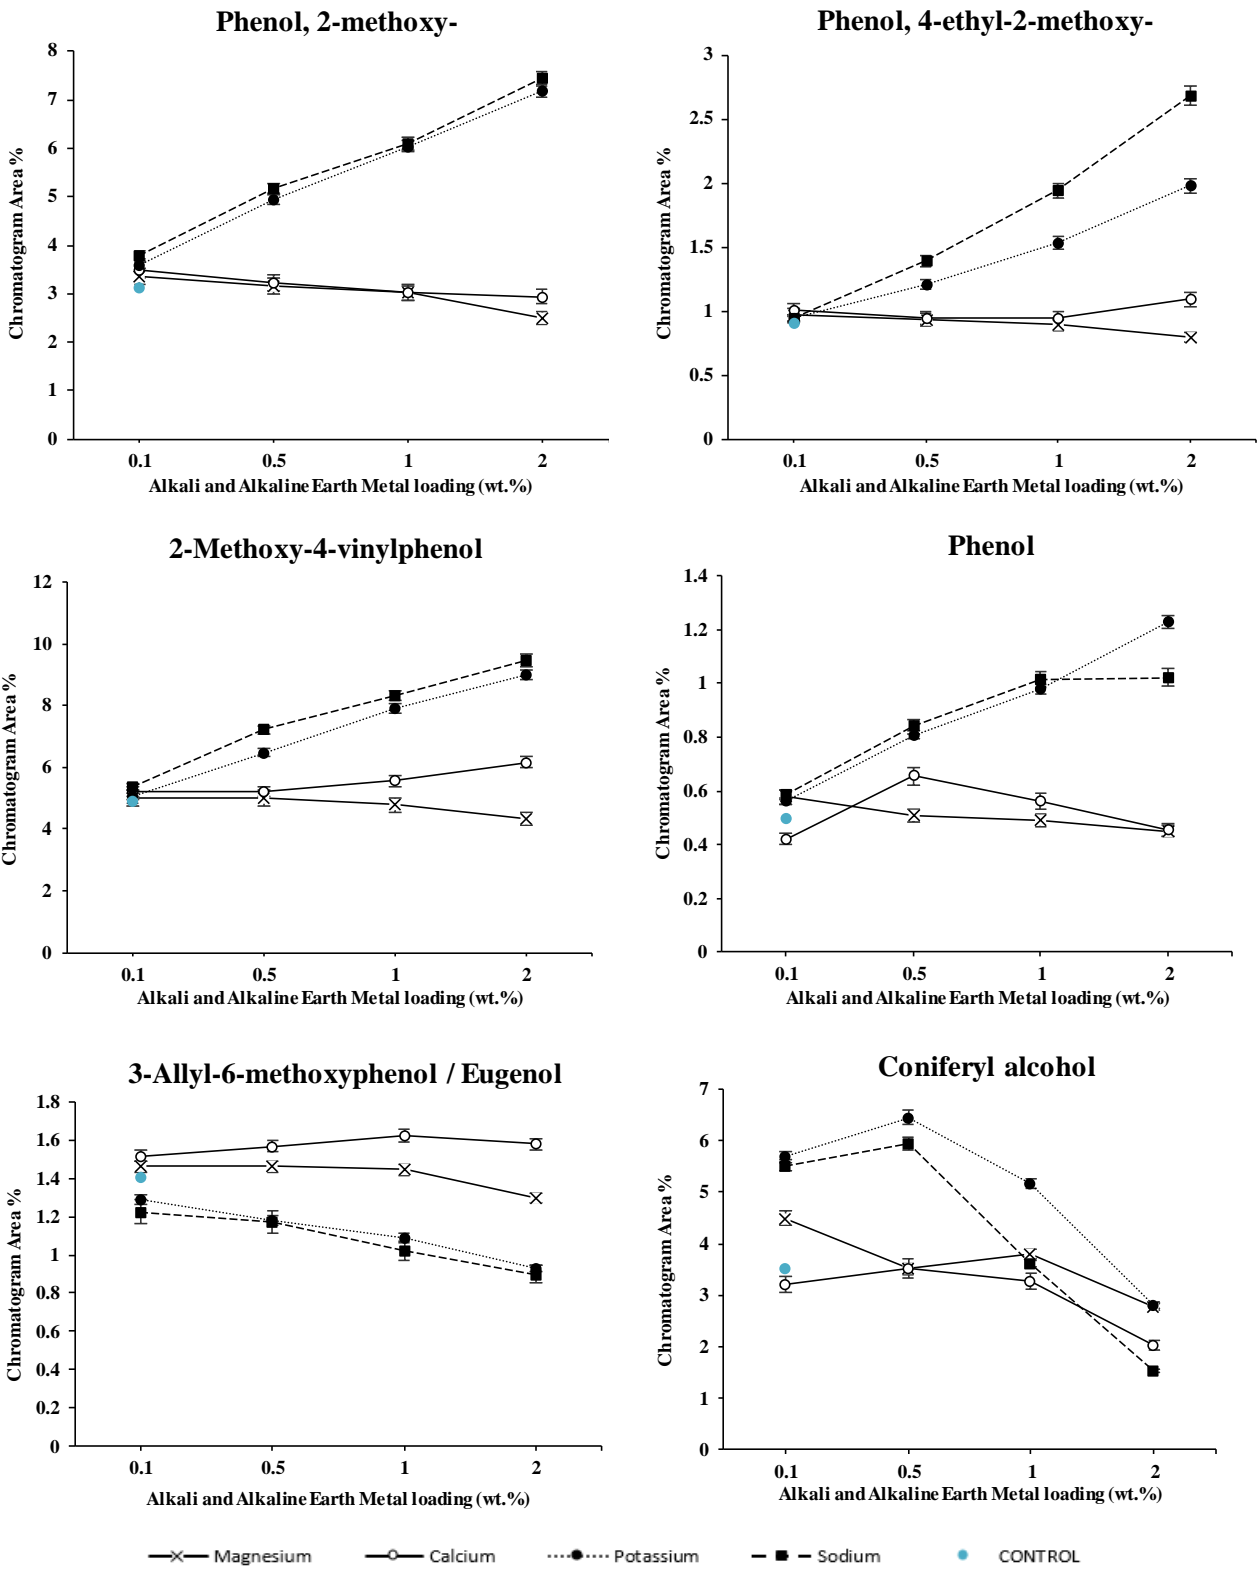 Phenol, 2-methoxy-
8
7
6
5
4
3
2
1
0
Chromatogram Area %
0.1 0.5 1 2
Alkali and Alkaline Earth Metal loading (wt.%)
Phenol, 4-ethyl-2-methoxy-
3
2.5
2
1.5
1
0.5
0
Chromatogram Area %
0.1 0.5 1 2
Alkali and Alkaline Earth Metal loading (wt.%)
2-Methoxy-4-vinylphenol
12
10
8
6
4
2
0
Chromatogram Area %
0.1 0.5 1 2
Alkali and Alkaline Earth Metal loading (wt.%)
Phenol
1.4
1.2
1
0.8
0.6
0.4
0.2
0
Chromatogram Area %
0.1 0.5 1 2
Alkali and Alkaline Earth Metal loading (wt.%)
3-Allyl-6-methoxyphenol / Eugenol
1.8
1.6
1.4
1.2
1
0.8
0.6
0.4
0.2
0
Chromatogram Area %
0.1 0.5 1 2
Alkali and Alkaline Earth Metal loading (wt.%)
Coniferyl alcohol
7
6
5
4
3
2
1
0
Chromatogram Area %
0.1 0.5 1 2
Alkali and Alkaline Earth Metal loading (wt.%)
Magnesium Calcium Potassium Sodium CONTROL